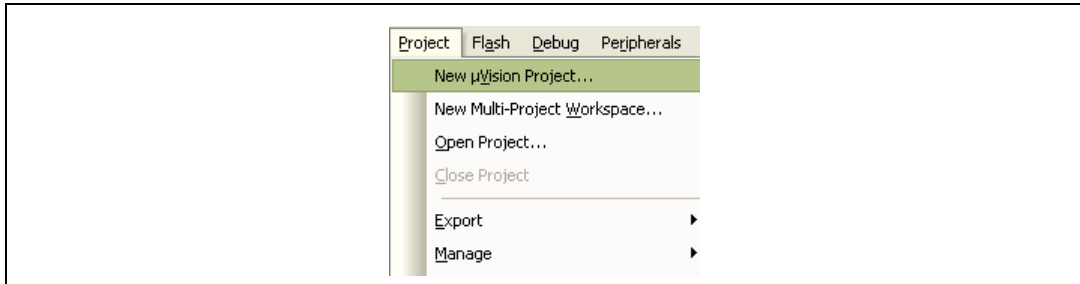 Project Flash Debug Peripherals
New µVision Project...
New Multi-Project Workspace...
Open Project...
Close Project
Export
Manage